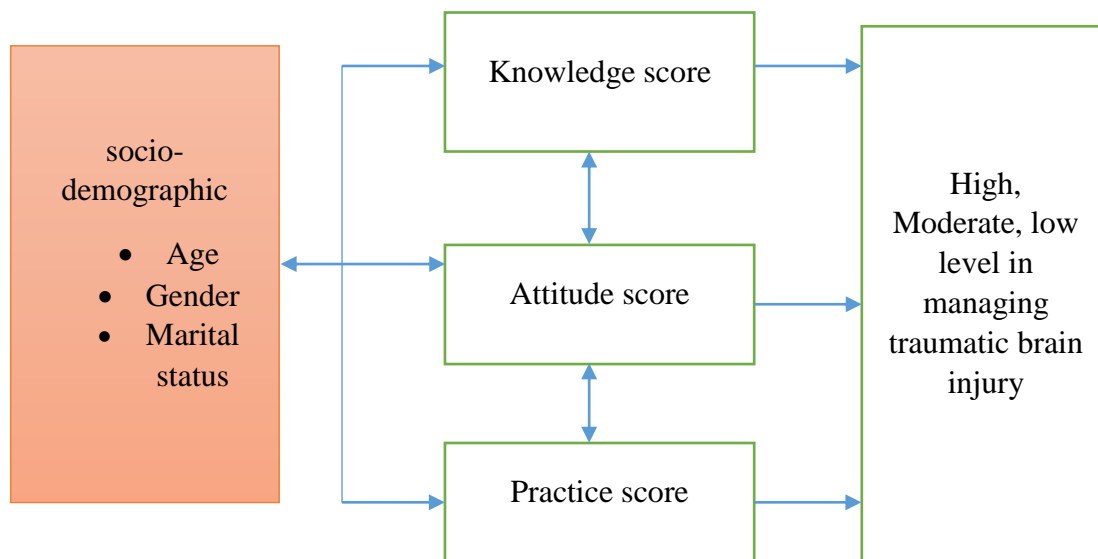 socio-
demographic
• Age
• Gender
• Marital
status
Knowledge score
Attitude score
Practice score
High,
Moderate, low
level in
managing
traumatic brain
injury